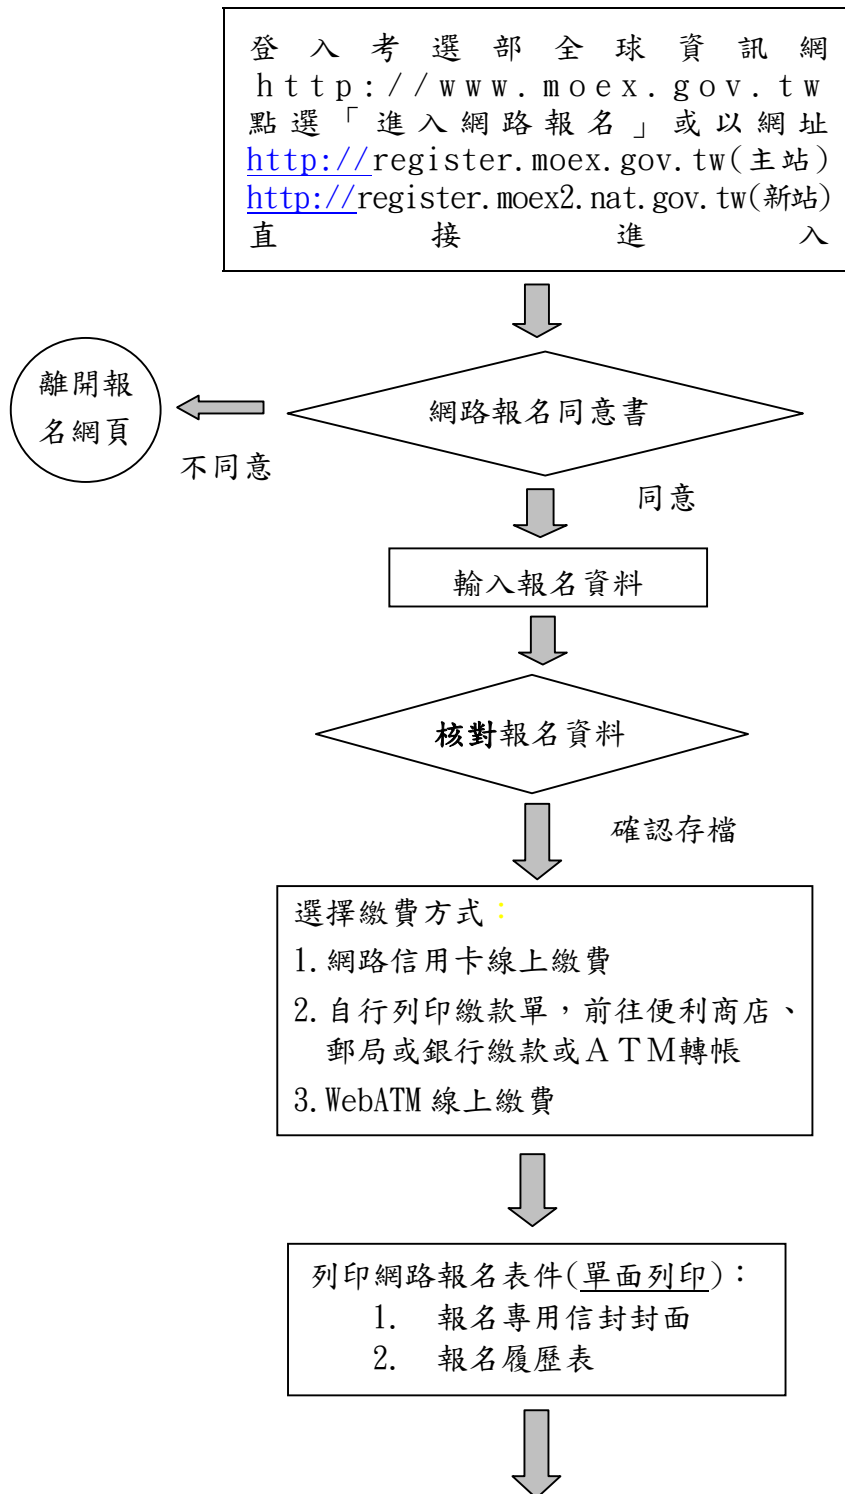 登入考選部全球資訊網
http://www.moex.gov.tw
點選「進入網路報名」或以網址
http://register.moex.gov.tw(主站)
http://register.moex2.nat.gov.tw(新站)
直接進入
離開報
名網頁
網路報名同意書
不同意
同意
輸入報名資料
核對報名資料
確認存檔
選擇繳費方式：
1.網路信用卡線上繳費
2.自行列印繳款單，前往便利商店、
郵局或銀行繳款或ＡＴＭ轉帳
3.WebATM 線上繳費
列印網路報名表件(單面列印)：
1. 報名專用信封封面
2. 報名履歷表